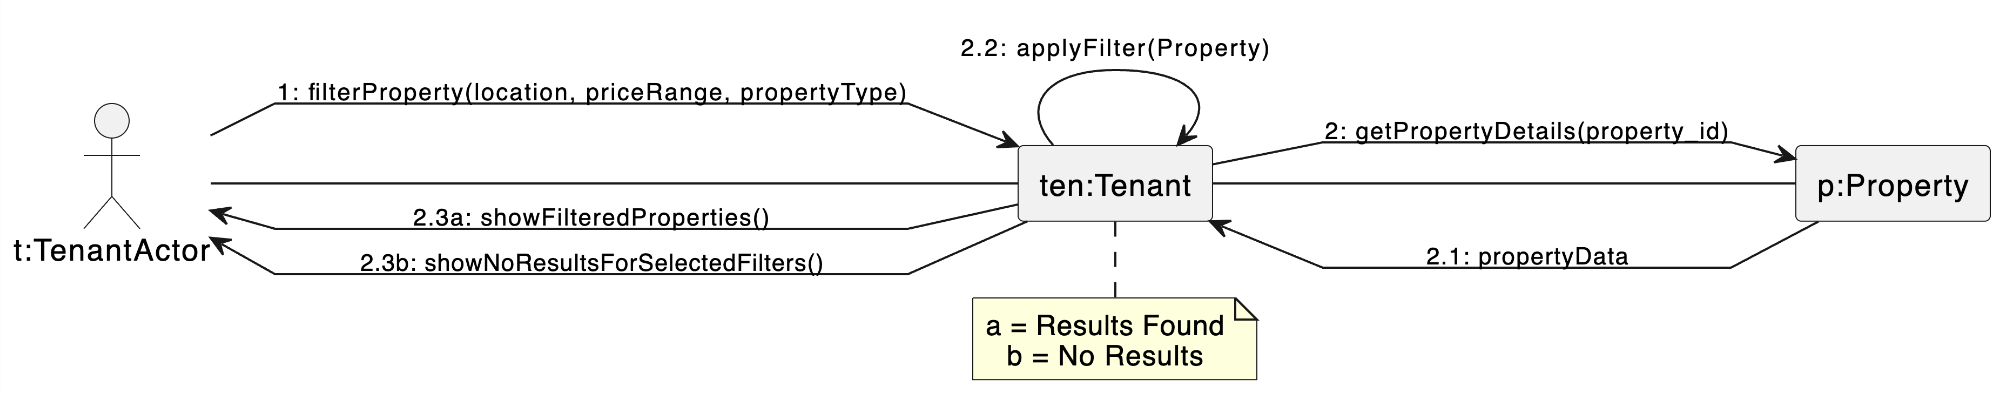 2.2: applyFilter(Property)
1: filterProperty(location, priceRange, propertyType)
2: getPropertyDetails(property_id)
ten:Tenant
p:Property
2.3a: showFilteredProperties()
t:TenantActor
2.3b: showNoResultsForSelectedFilters()
2.1: propertyData
a = Results Found
b = No Results